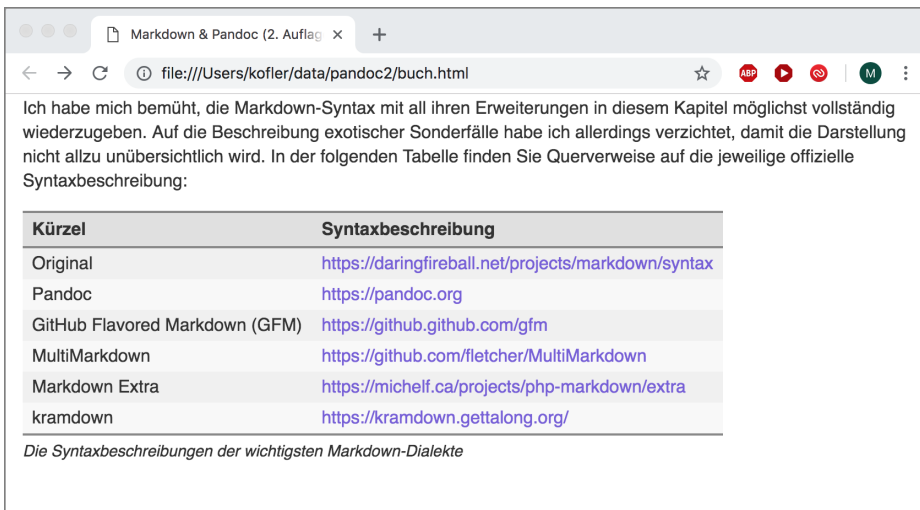 Markdown & Pandoc (2. Auflag
file:///Users/kofler/data/pandoc2/buch.html
ABP
M
Ich habe mich bemüht, die Markdown-Syntax mit all ihren Erweiterungen in diesem Kapitel möglichst vollständig
wiederzugeben. Auf die Beschreibung exotischer Sonderfälle habe ich allerdings verzichtet, damit die Darstellung
nicht allzu unübersichtlich wird. In der folgenden Tabelle finden Sie Querverweise auf die jeweilige offizielle
Syntaxbeschreibung:
Kürzel Syntaxbeschreibung
Original https://daringfireball.net/projects/markdown/syntax
Pandoc https://pandoc.org
GitHub Flavored Markdown (GFM) https://github.github.com/gfm
MultiMarkdown https://github.com/fletcher/MultiMarkdown
Markdown Extra https://michelf.ca/projects/php-markdown/extra
kramdown https://kramdown.gettalong.org/
Die Syntaxbeschreibungen der wichtigsten Markdown-Dialekte